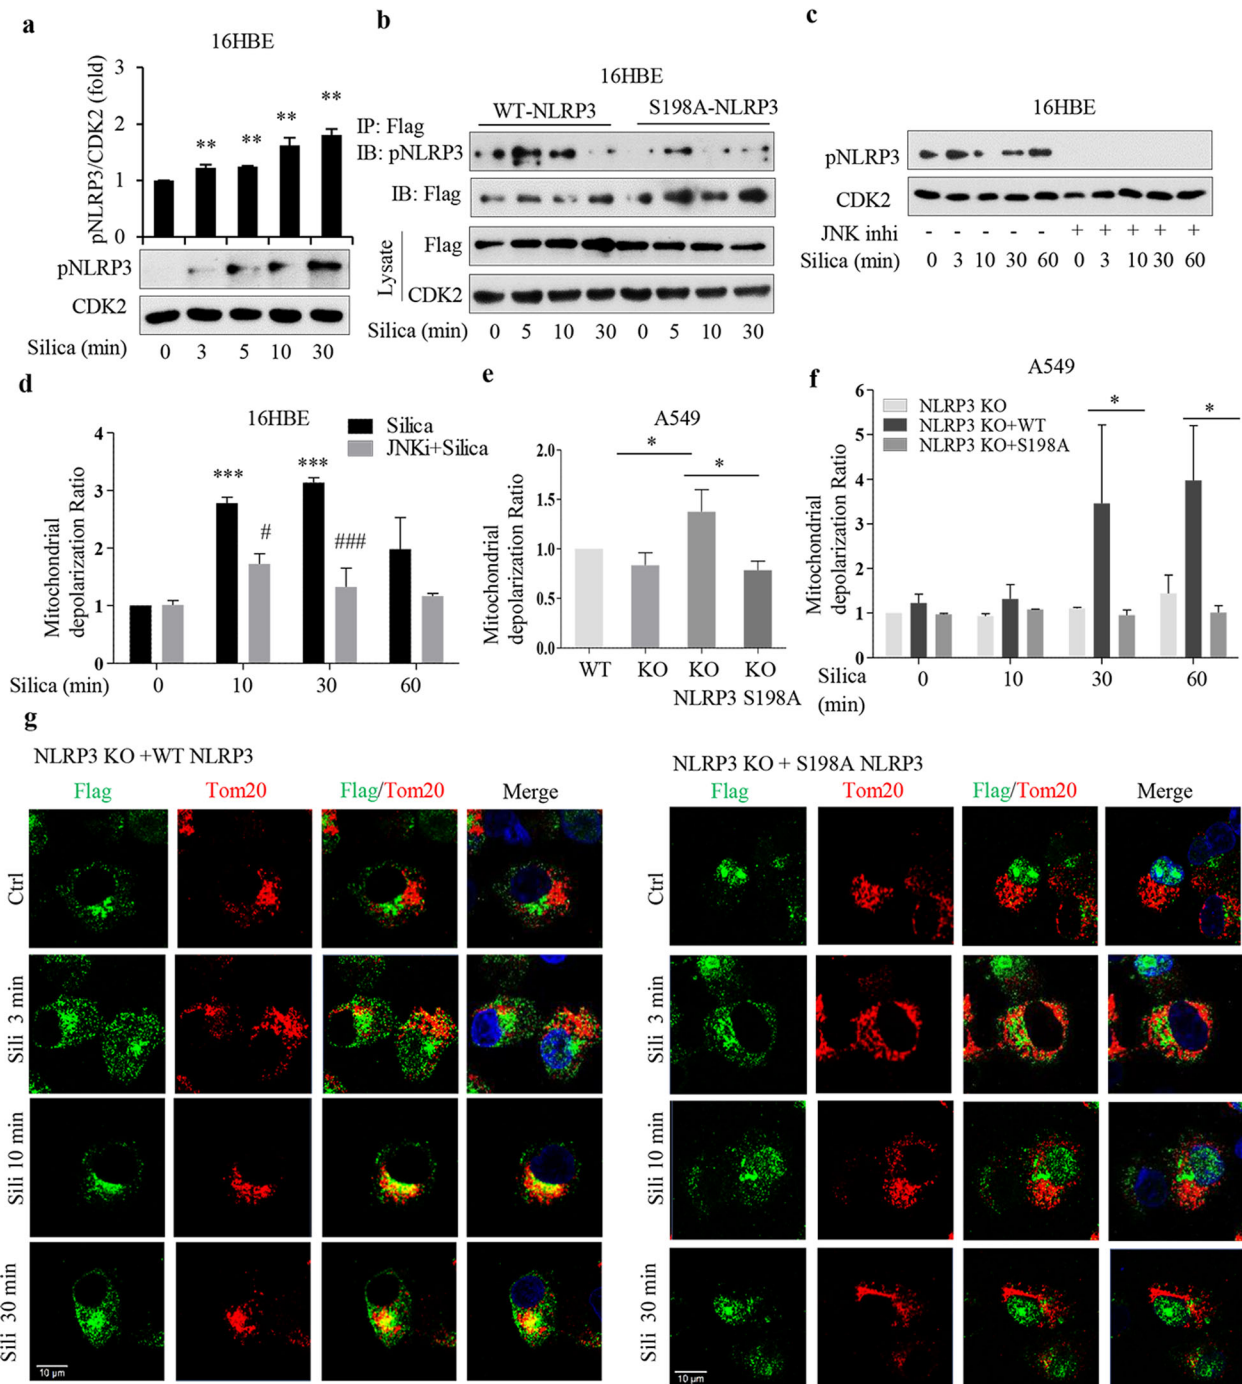 a
16HBE
pNLRP3/CDK2 (fold)
3
2
1
0
** ** ** **
pNLRP3
CDK2
Silica (min) 0 3 5 10 30
b
16HBE
WT-NLRP3 S198A-NLRP3
IP: Flag
IB: pNLRP3
IB: Flag
Lysate
Flag
CDK2
Silica (min) 0 5 10 30 0 5 10 30
c
16HBE
pNLRP3
CDK2
JNK inhi - - - - - + + + + +
Silica (min) 0 3 10 30 60 0 3 10 30 60
d
16HBE
Silica
JNKi+Silica
Mitochondrial
depolarization Ratio
4
3
2
1
0
*** ***
# ###
Silica (min) 0 10 30 60
e
A549
Mitochondrial
depolarization Ratio
2.0
1.5
1.0
0.5
0.0
* *
WT KO KO KO
NLRP3 S198A
f
A549
NLRP3 KO
NLRP3 KO+WT
NLRP3 KO+S198A
Mitochondrial
depolarization Ratio
6
5
4
3
2
1
0
* *
Silica 0 10 30 60
(min)
g
NLRP3 KO +WT NLRP3
Flag Tom20 Flag/Tom20 Merge
Ctrl
Sili 3 min
Sili 10 min
Sili 30 min
10 µm
NLRP3 KO + S198A NLRP3
Flag Tom20 Flag/Tom20 Merge
Ctrl
Sili 3 min
Sili 10 min
Sili 30 min
10 µm